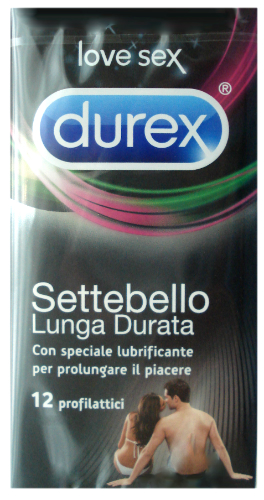 love sex
durex®
Settebello
Lunga Durata
Con speciale lubrificante
per prolungare il piacere
12 profilattici